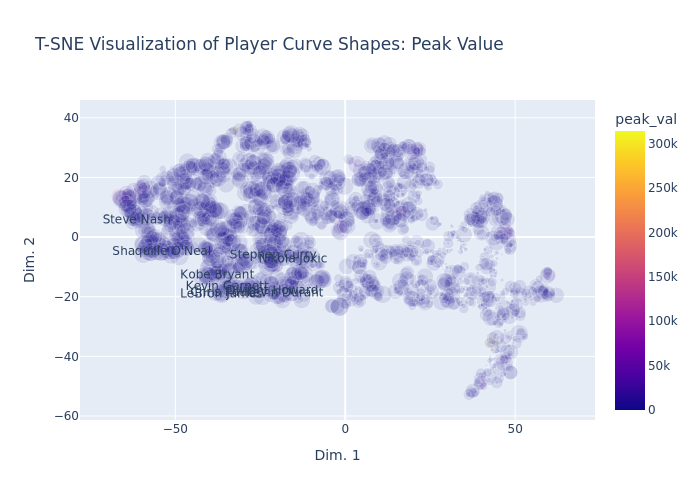 T-SNE Visualization of Player Curve Shapes: Peak Value
peak_val
40
20
0
−20
−40
−60
Dim. 2
Steve Nash
Shaquille O'Neal
Stephen Curry
Nikola Jokic
Kobe Bryant
Kevin Garnett
LeBron James
−50
0
50
Dim. 1
300k
250k
200k
150k
100k
50k
0